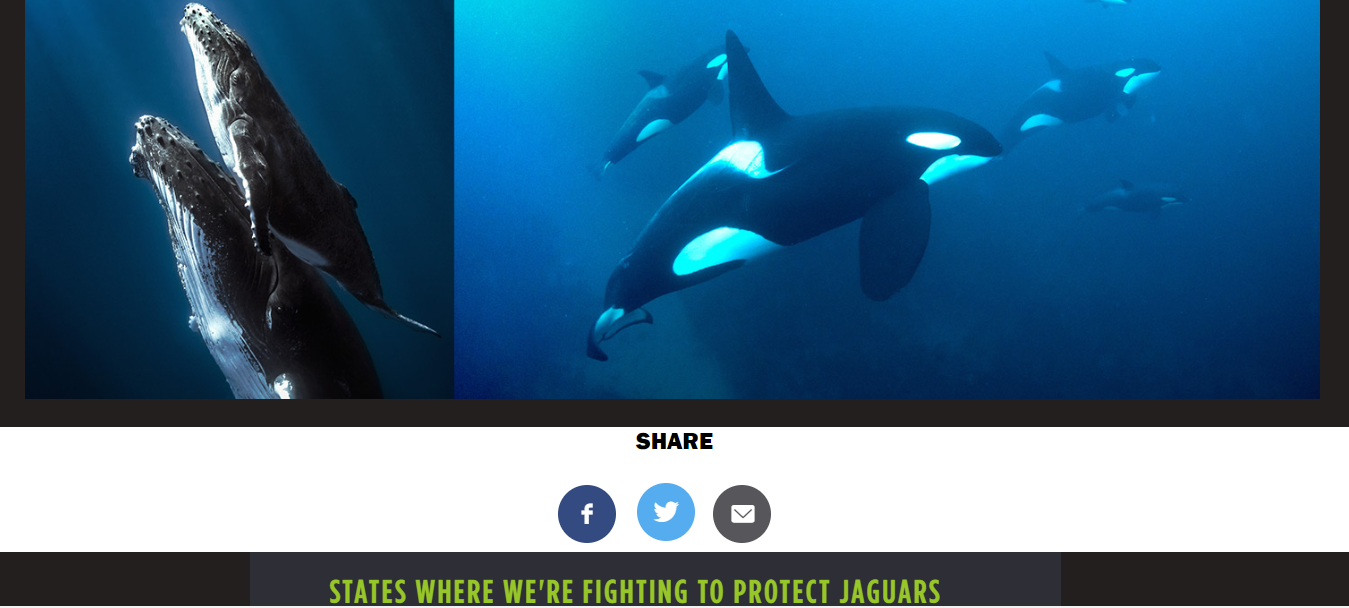 SHARE
STATES WHERE WE'RE FIGHTING TO PROTECT JAGUARS